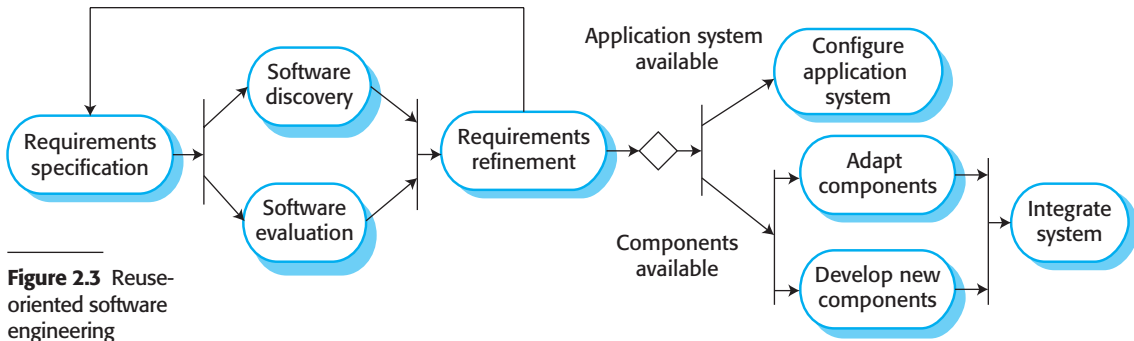 Requirements
specification
Software
discovery
Software
evaluation
Requirements
refinement
Application system
available
Configure
application
system
Components
available
Adapt
components
Develop new
components
Integrate
system
Figure 2.3 Reuse-
oriented software
engineering